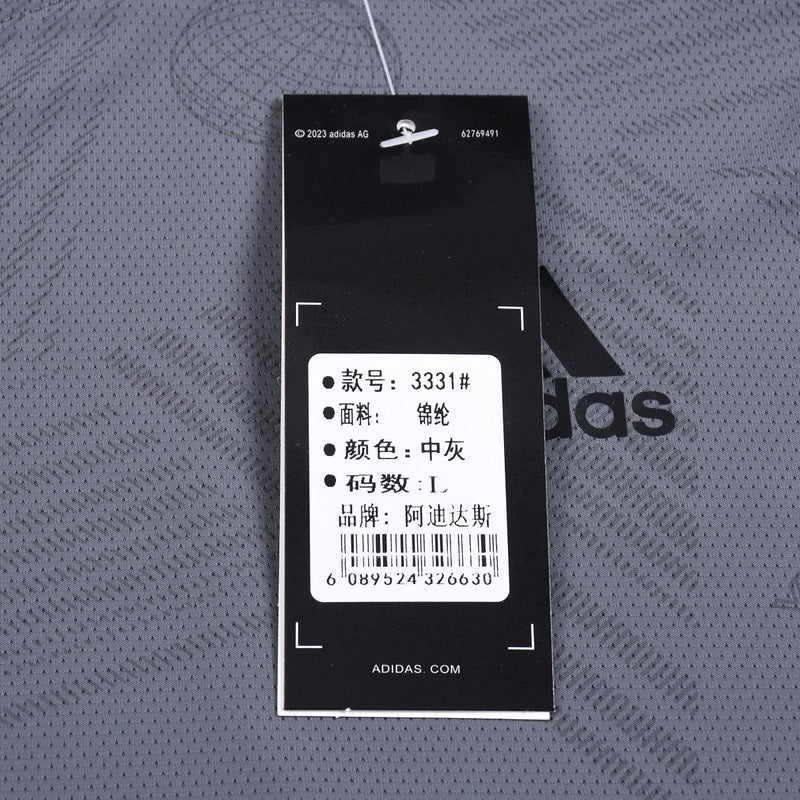 © 2023 adidas AG 62769491
● 款号: 3331#
● 面料: 锦纶
● 颜色: 中灰
● 码数: L
品牌: 阿迪达斯
6 089524 326630
ADIDAS. COM
das